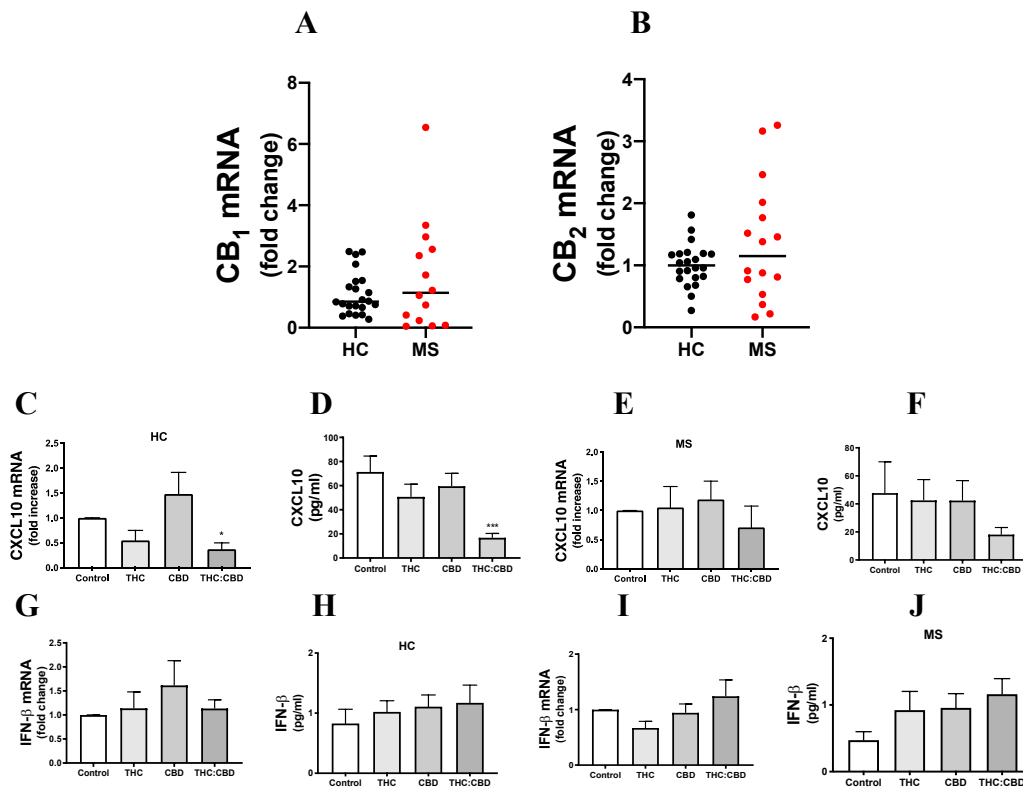 A
CB1 mRNA
(fold change)
8
6
4
2
0
HC
MS
B
CB2 mRNA
(fold change)
4
3
2
1
0
HC
MS
C
HC
CXCL10 mRNA
(fold increase)
2.5
2.0
1.5
1.0
0.5
0.0
*
Control THC CBD THC:CBD
D
CXCL10
(pg/ml)
100
80
60
40
20
0
***
Control THC CBD THC:CBD
E
MS
CXCL10 mRNA
(fold increase)
2.0
1.5
1.0
0.5
0.0
Control THC CBD THC:CBD
F
CXCL10
(pg/ml)
80
60
40
20
0
Control THC CBD THC:CBD
G
IFN-β mRNA
(fold change)
2.5
2.0
1.5
1.0
0.5
0.0
Control THC CBD THC:CBD
H
HC
IFN-β
(pg/ml)
2
1
0
Control THC CBD THC:CBD
I
IFN-β mRNA
(fold change)
2.0
1.5
1.0
0.5
0.0
Control THC CBD THC:CBD
J
MS
IFN-β
(pg/ml)
2
1
0
Control THC CBD THC:CBD